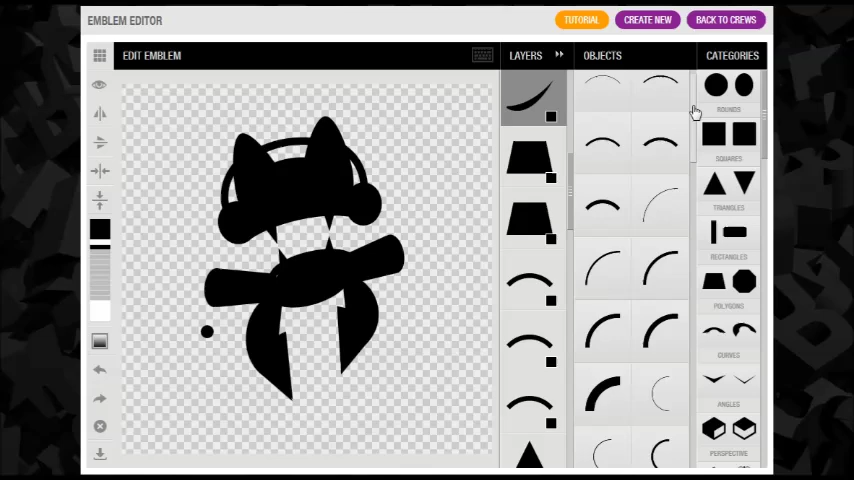 EMBLEM EDITOR
TUTORIAL
CREATE NEW
BACK TO CREWS
EDIT EMBLEM
LAYERS
OBJECTS
CATEGORIES
ROUNDS
SQUARES
TRIANGLES
RECTANGLES
POLYGONS
CURVES
ANGLES
PERSPECTIVE